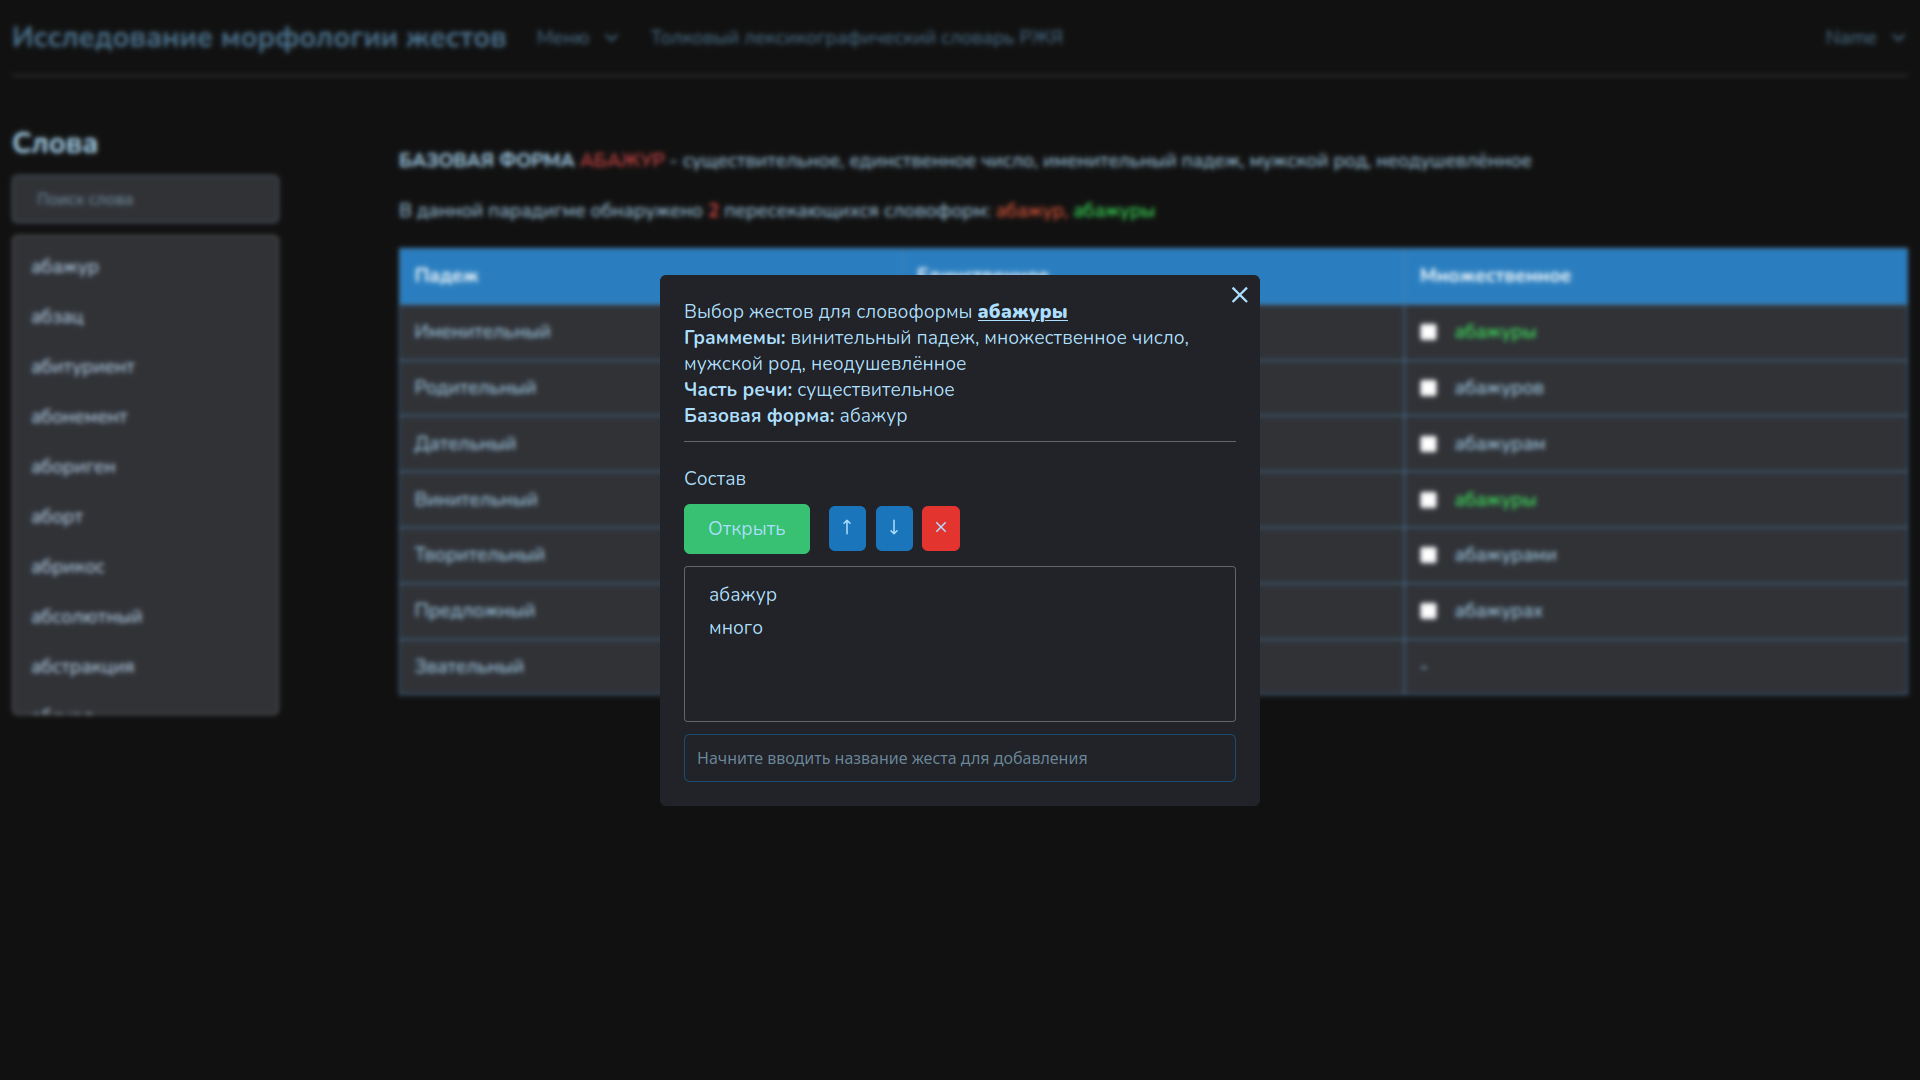 Исследование морфологии жестов
Меню
Толковый лексикографический словарь РЖЯ
Name
Слова
Поиск слова
абажур
абзац
абитуриент
абонемент
абориген
аборт
абрикос
абсолютный
абстракция
БАЗОВАЯ ФОРМА АБАЖУР - существительное, единственное число, именительный падеж, мужской род, неодушевлённое
В данной парадигме обнаружено 2 пересекающихся словоформ: абажур, абажуры
Падеж Единственное Множественное
Именительный абажуры
Родительный абажуров
Дательный абажурам
Винительный абажуры
Творительный абажурами
Предложный абажурах
Звательный -
Выбор жестов для словоформы абажуры
Граммемы: винительный падеж, множественное число,
мужской род, неодушевлённое
Часть речи: существительное
Базовая форма: абажур
Состав
Открыть ↑ ↓ ×
абажур
много
Начните вводить название жеста для добавления